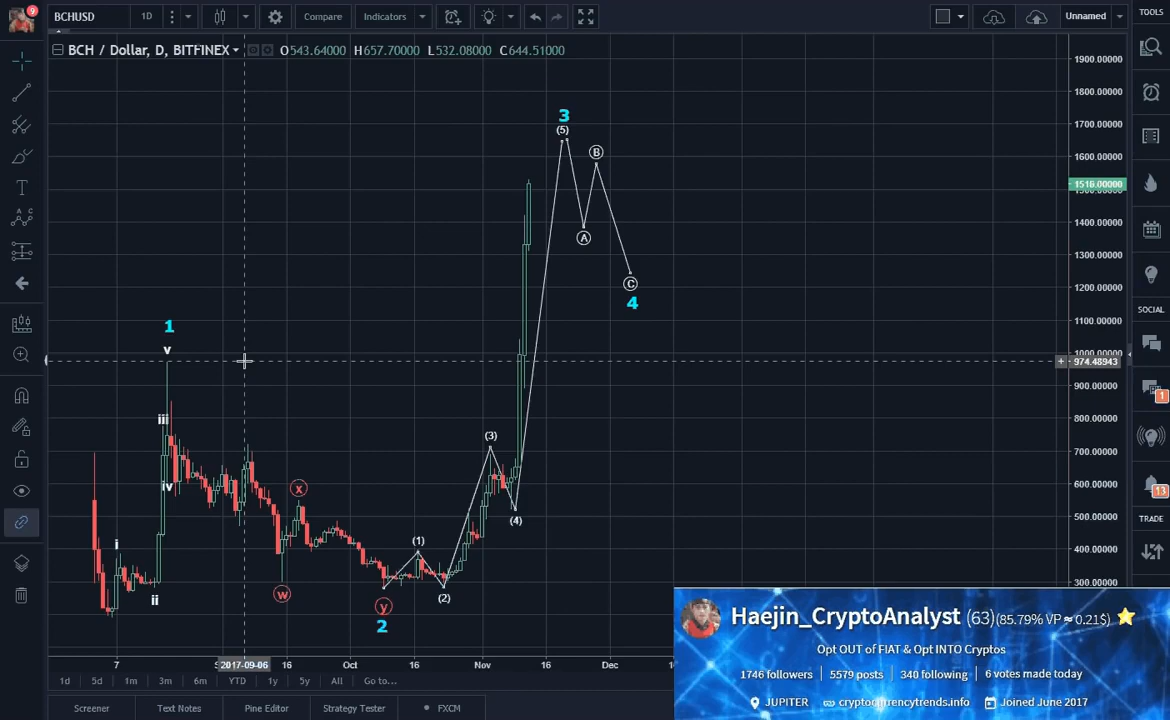 9
BCHUSD
1D
Compare
Indicators
Unnamed
TOOLS
BCH / Dollar, D, BITFINEX
O543.64000 H657.70000 L532.08000 C644.51000
1900.00000
1800.00000
1700.00000
1600.00000
1516.00000
1400.00000
1300.00000
1200.00000
1100.00000
1000.00000
974.48943
900.00000
800.00000
700.00000
600.00000
500.00000
400.00000
300.00000
3
(5)
B
A
C
4
1
v
iii
iv
i
ii
x
w
y
2
(3)
(4)
(1)
(2)
SOCIAL
1
13
TRADE
7
2017-09-06
16
Oct
16
Nov
16
Dec
1d 5d 1m 3m 6m YTD 1y 5y All Go to...
Screener Text Notes Pine Editor Strategy Tester FXCM
Haejin_CryptoAnalyst (63)(85.79% VP ≈ 0.21$)
Opt OUT of FIAT & Opt INTO Cryptos
1746 followers 5579 posts 340 following 6 votes made today
JUPITER cryptocurrencytrends.info Joined June 2017